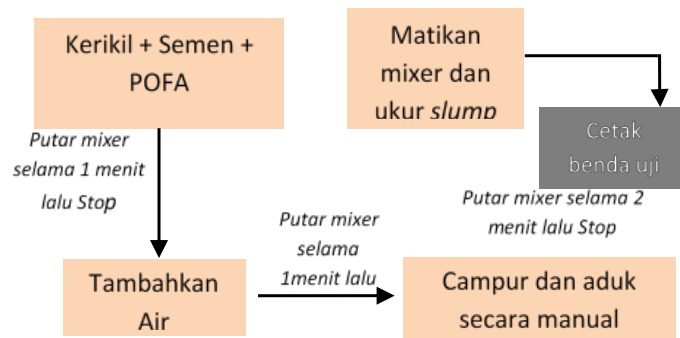 Kerikil + Semen +
POFA
Putar mixer
selama 1 menit
lalu Stop
Tambahkan
Air
Putar mixer
selama
1menit lalu
Campur dan aduk
secara manual
Putar mixer selama 2
menit lalu Stop
Matikan
mixer dan
ukur slump
Cetak
benda uji